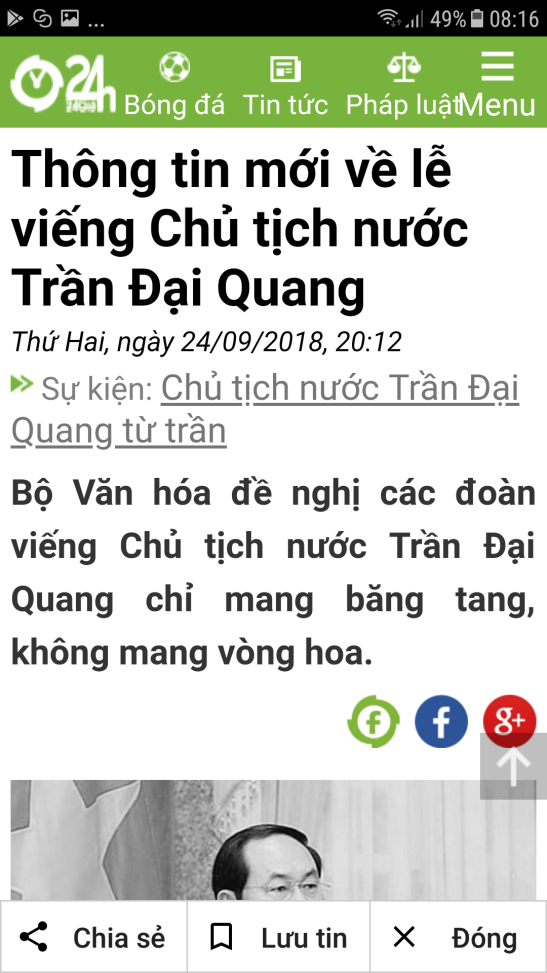 ... 49% 08:16
24h
Bóng đá Tin tức Pháp luật Menu
Thông tin mới về lễ
viếng Chủ tịch nước
Trần Đại Quang
Thứ Hai, ngày 24/09/2018, 20:12
Sự kiện: Chủ tịch nước Trần Đại
Quang từ trần
Bộ Văn hóa đề nghị các đoàn
viếng Chủ tịch nước Trần Đại
Quang chỉ mang băng tang,
không mang vòng hoa.
f f g+
Chia sẻ Lưu tin Đóng